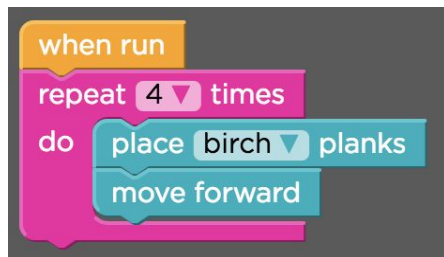 when run
repeat 4 times
do place birch planks
move forward